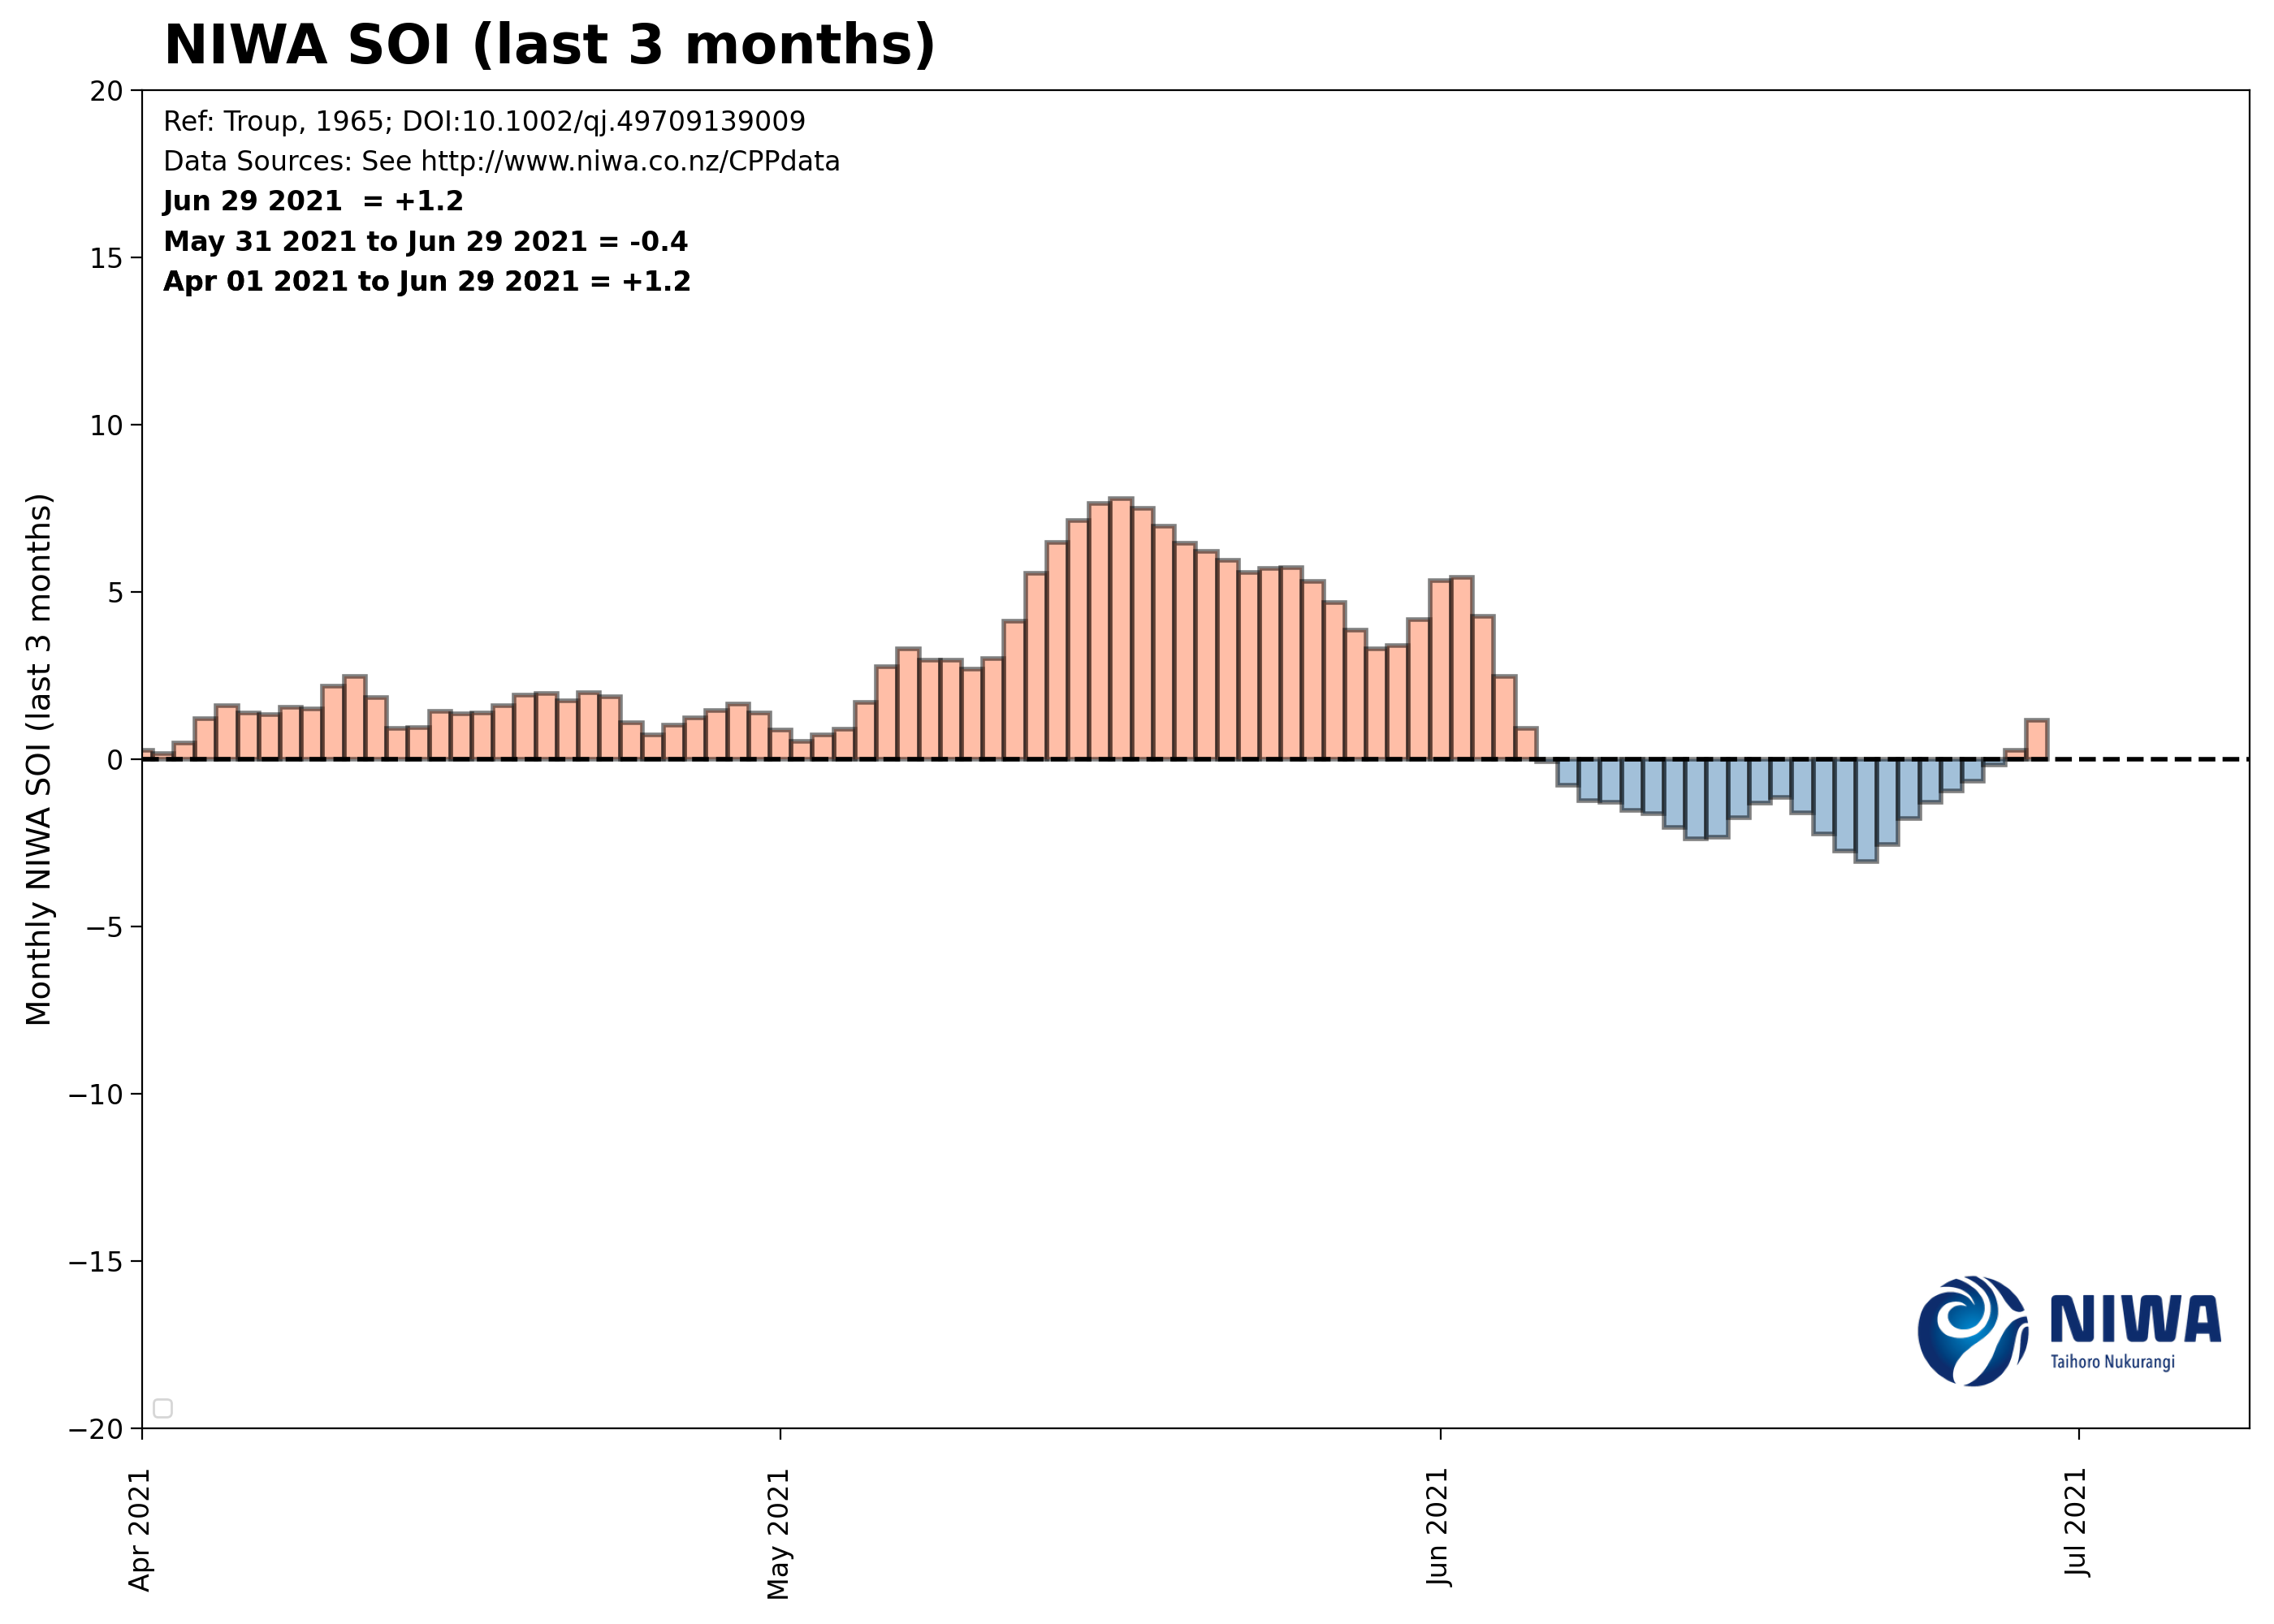 NIWA SOI (last 3 months)
Ref: Troup, 1965; DOI:10.1002/qj.49709139009
Data Sources: See http://www.niwa.co.nz/CPPdata
Jun 29 2021  = +1.2
May 31 2021 to Jun 29 2021 = -0.4
Apr 01 2021 to Jun 29 2021 = +1.2
Monthly NIWA SOI (last 3 months)
20
15
10
5
0
−5
−10
−15
−20
NIWA
Taihoro Nukurangi
Apr 2021
May 2021
Jun 2021
Jul 2021